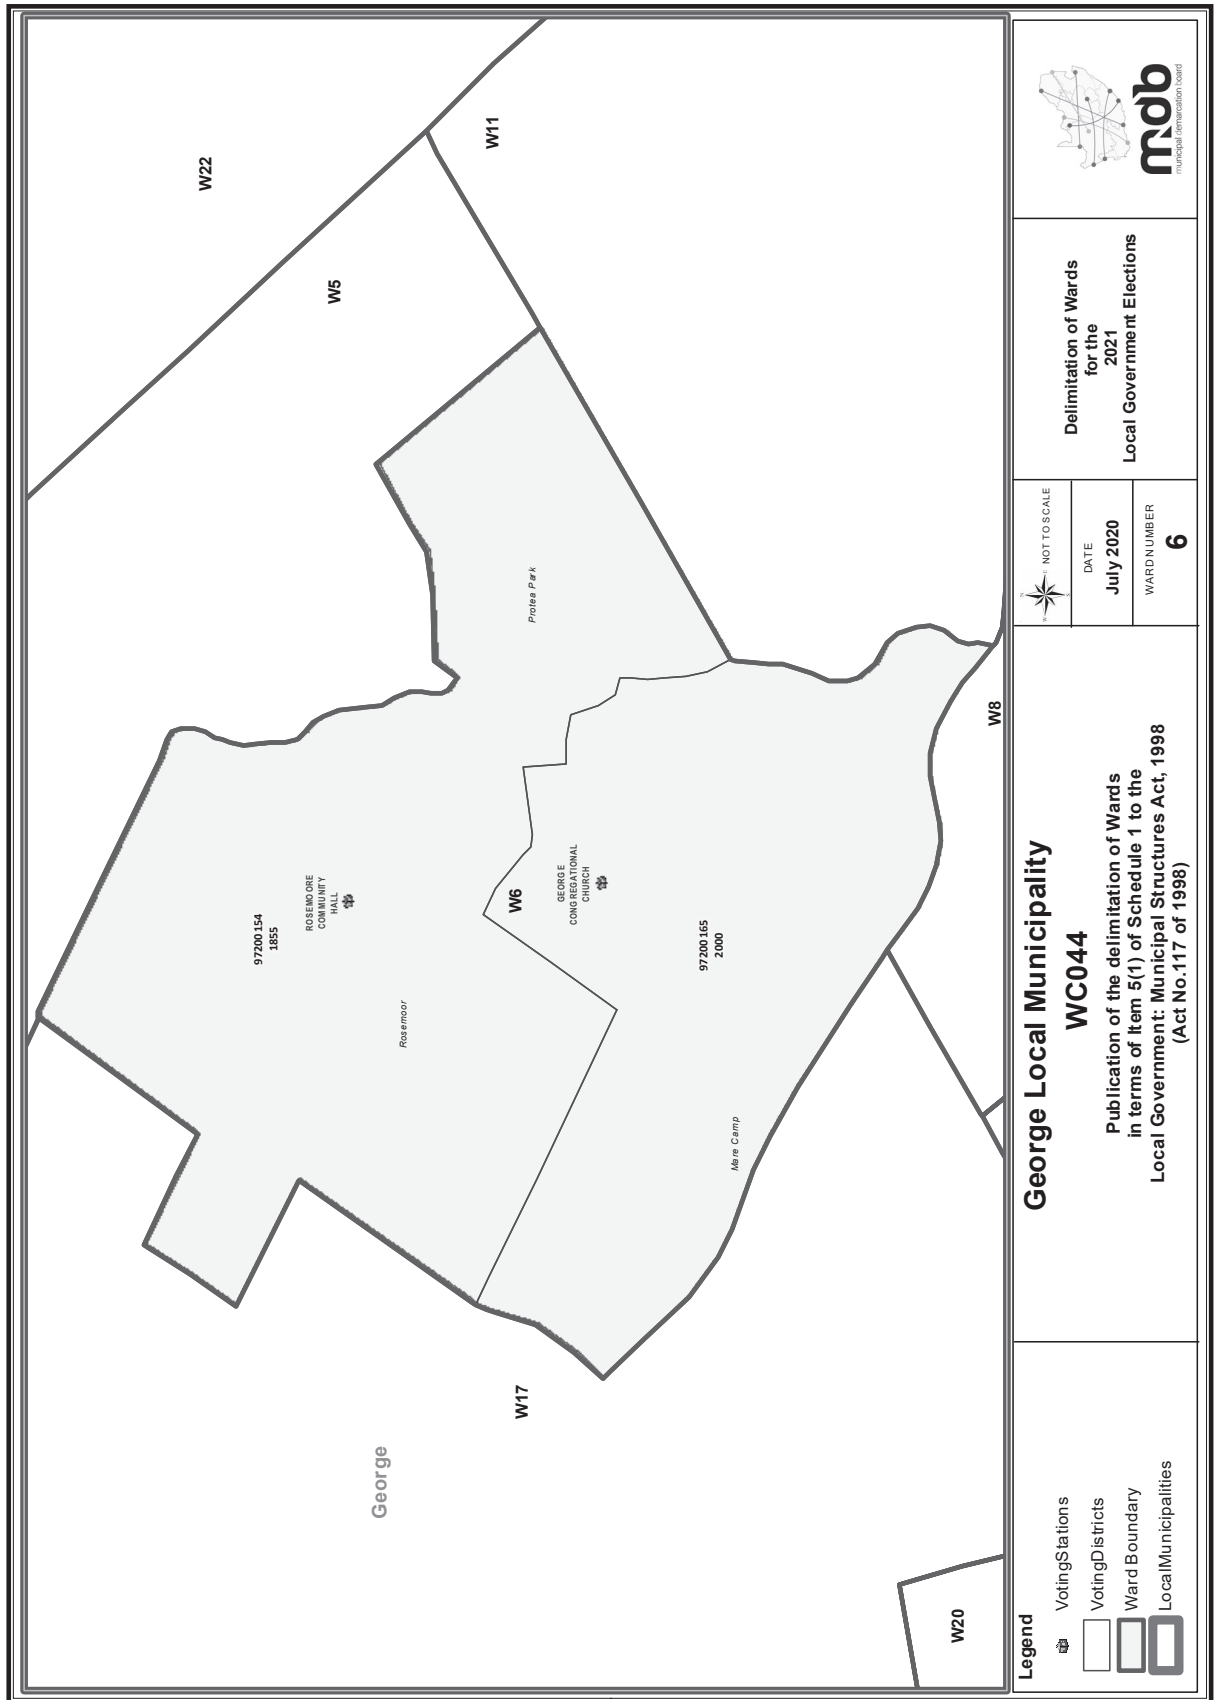 W22
W11
W5
Protea Park
W8
ROSEMOORE
COMMUNITY
HALL
97200154
1855
W6
GEORGE
CONGREGATIONAL
CHURCH
97200165
2000
Rosemoor
Mare Camp
W17
George
W20
Legend
VotingStations
VotingDistricts
Ward Boundary
LocalMunicipalities
George Local Municipality
WC044
Publication of the delimitation of Wards
in terms of Item 5(1) of Schedule 1 to the
Local Government: Municipal Structures Act, 1998
(Act No.117 of 1998)
N
E
S
W
NOT TO SCALE
DATE
July 2020
WARD NUMBER
6
Delimitation of Wards
for the
2021
Local Government Elections
mdb
municipal demarcation board